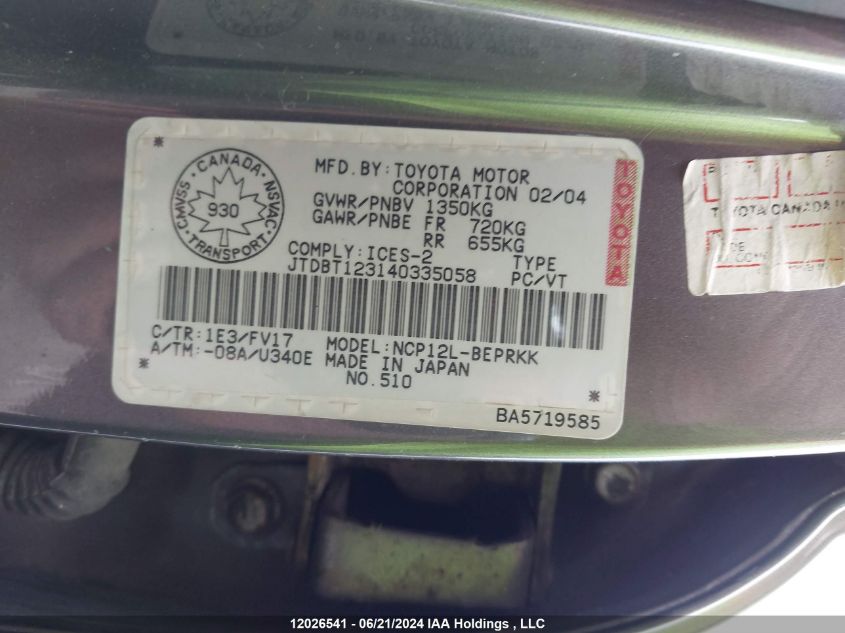 CANADA
CMVSS
NSVAC
930
TRANSPORT
MFD.BY:TOYOTA MOTOR
CORPORATION 02/04
GVWR/PNBV 1350KG
GAWR/PNBE FR 720KG
RR 655KG
COMPLY:ICES-2 TYPE
JTDBT123140335058 PC/VT
TOYOTA
C/TR:1E3/FV17 MODEL:NCP12L-BEPRKK
A/TM:-08A/U340E MADE IN JAPAN
NO.510
BA5719585
TOYOTA CANADA
12026541 - 06/21/2024 IAA Holdings , LLC